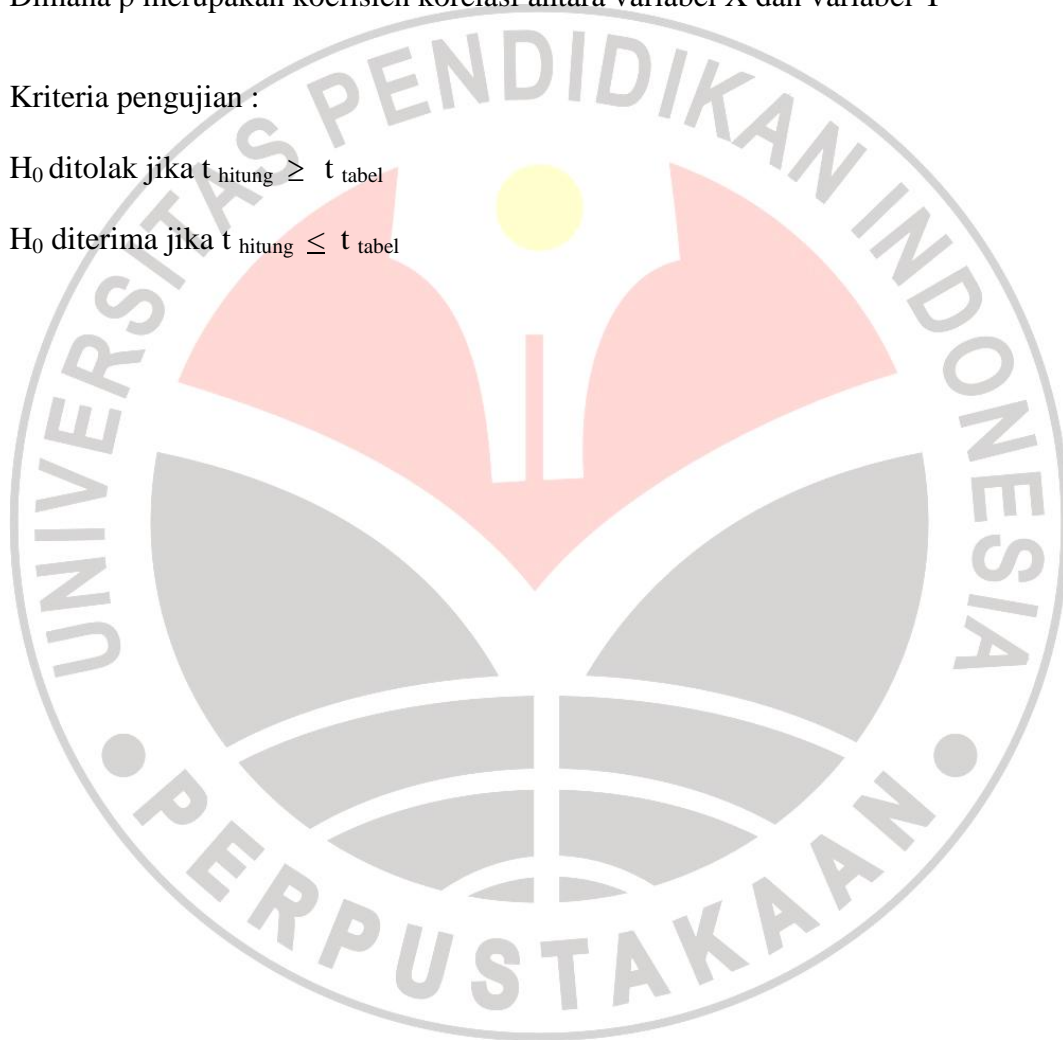 Dimana ρ merupakan koefisien korelasi antara variabel X dan variabel Y
Kriteria pengujian :
H₀ ditolak jika t hitung ≥ t tabel
H₀ diterima jika t hitung ≤ t tabel
UNIVERSITAS PENDIDIKAN INDONESIA
PERPUSTAKAAN